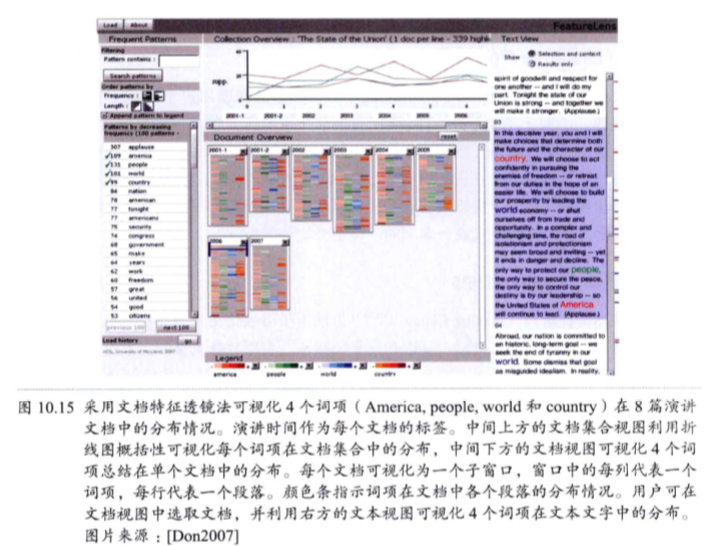 Load About
FeatureLens
Frequent Patterns
Collection Overview : 'The State of the Union' (1 doc per line - 339 highli
Text View
Filtering
Pattern contains :
Search patterns
Order patterns by
Frequency :
Length :
Append pattern to legend
Patterns by decreasing
frequency (100 patterns -
307 applause
america
people
world
country
nation
78 american
77 tonight
77 americans
75 security
74 congress
68 government
65 make
64 years
62 work
60 freedom
57 great
56 united
54 good
53 citizens
previous 100 next 100
Load history go
supp.
0 1 2 3 4 5 6
2001-1 2001-2 2002 2003 2004 2005 2006
Document Overview
reset
2001-1 2001-2 2002 2003 2004 2005
2006 2007
Legend
america people world country
Show Selection and context
Results only
spirit of goodwill and respect for
one another -- and I will do my
part. Tonight the state of our
Union is strong -- and together we
will make it stronger. (Applause.)
03
In this decisive year, you and I will
make choices that determine both
the future and the character of our
country. We will choose to act
confidently in pursuing the
enemies of freedom -- or retreat
from our duties in the hope of an
easier life. We will choose to build
our prosperity by leading the
world economy -- or shut
ourselves off from trade and
opportunity. In a complex and
challenging time, the road of
isolationism and protectionism
may seem broad and inviting -- yet
it ends in danger and decline. The
only way to protect our people,
the only way to secure the peace,
the only way to control our
destiny is by our leadership -- so
the United States of America
will continue to lead. (Applause.)
04
Abroad, our nation is committed to
an historic, long-term goal -- we
seek the end of tyranny in our
world. Some dismiss that goal
as misguided idealism. In reality,
图 10.15 采用文档特征透镜法可视化 4 个词项（America, people, world 和 country）在 8 篇演讲
文档中的分布情况。演讲时间作为每个文档的标签。中间上方的文档集合视图利用折
线图概括性可视化每个词项在文档集合中的分布，中间下方的文档视图可视化 4 个词
项总结在单个文档中的分布。每个文档可视化为一个子窗口，窗口中的每列代表一个
词项，每行代表一个段落。颜色条指示词项在文档中各个段落的分布情况。用户可在
文档视图中选取文档，并利用右方的文本视图可视化 4 个词项在文本文字中的分布。
图片来源：[Don2007]